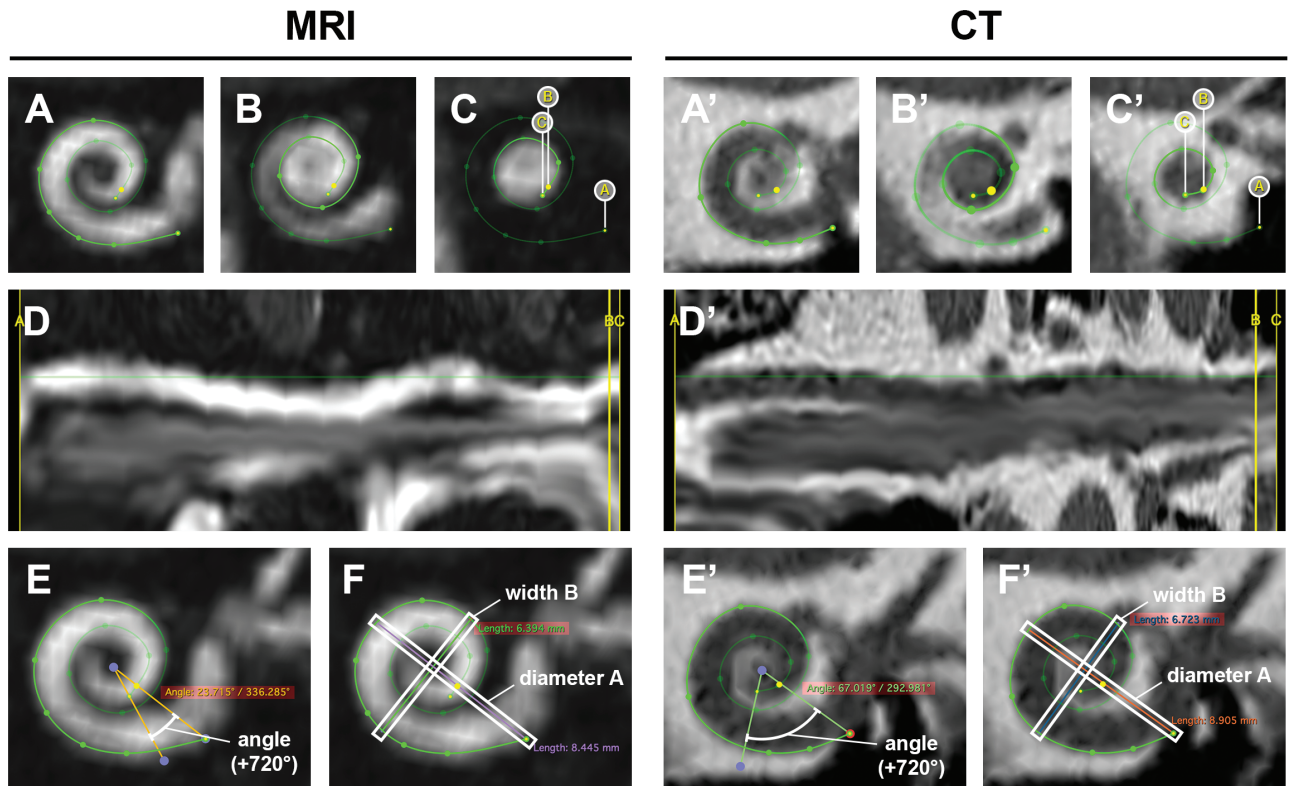 MRI
CT
A
B
C
B
C
A
A’
B’
C’
B
C
A
A
D
B
C
A
D’
B
C
E
Angle: 23.715° / 336.285°
angle
(+720°)
F
width B
Length: 6.394 mm
diameter A
Length: 8.445 mm
E’
Angle: 67.019° / 292.981°
angle
(+720°)
F’
width B
Length: 6.723 mm
diameter A
Length: 8.905 mm